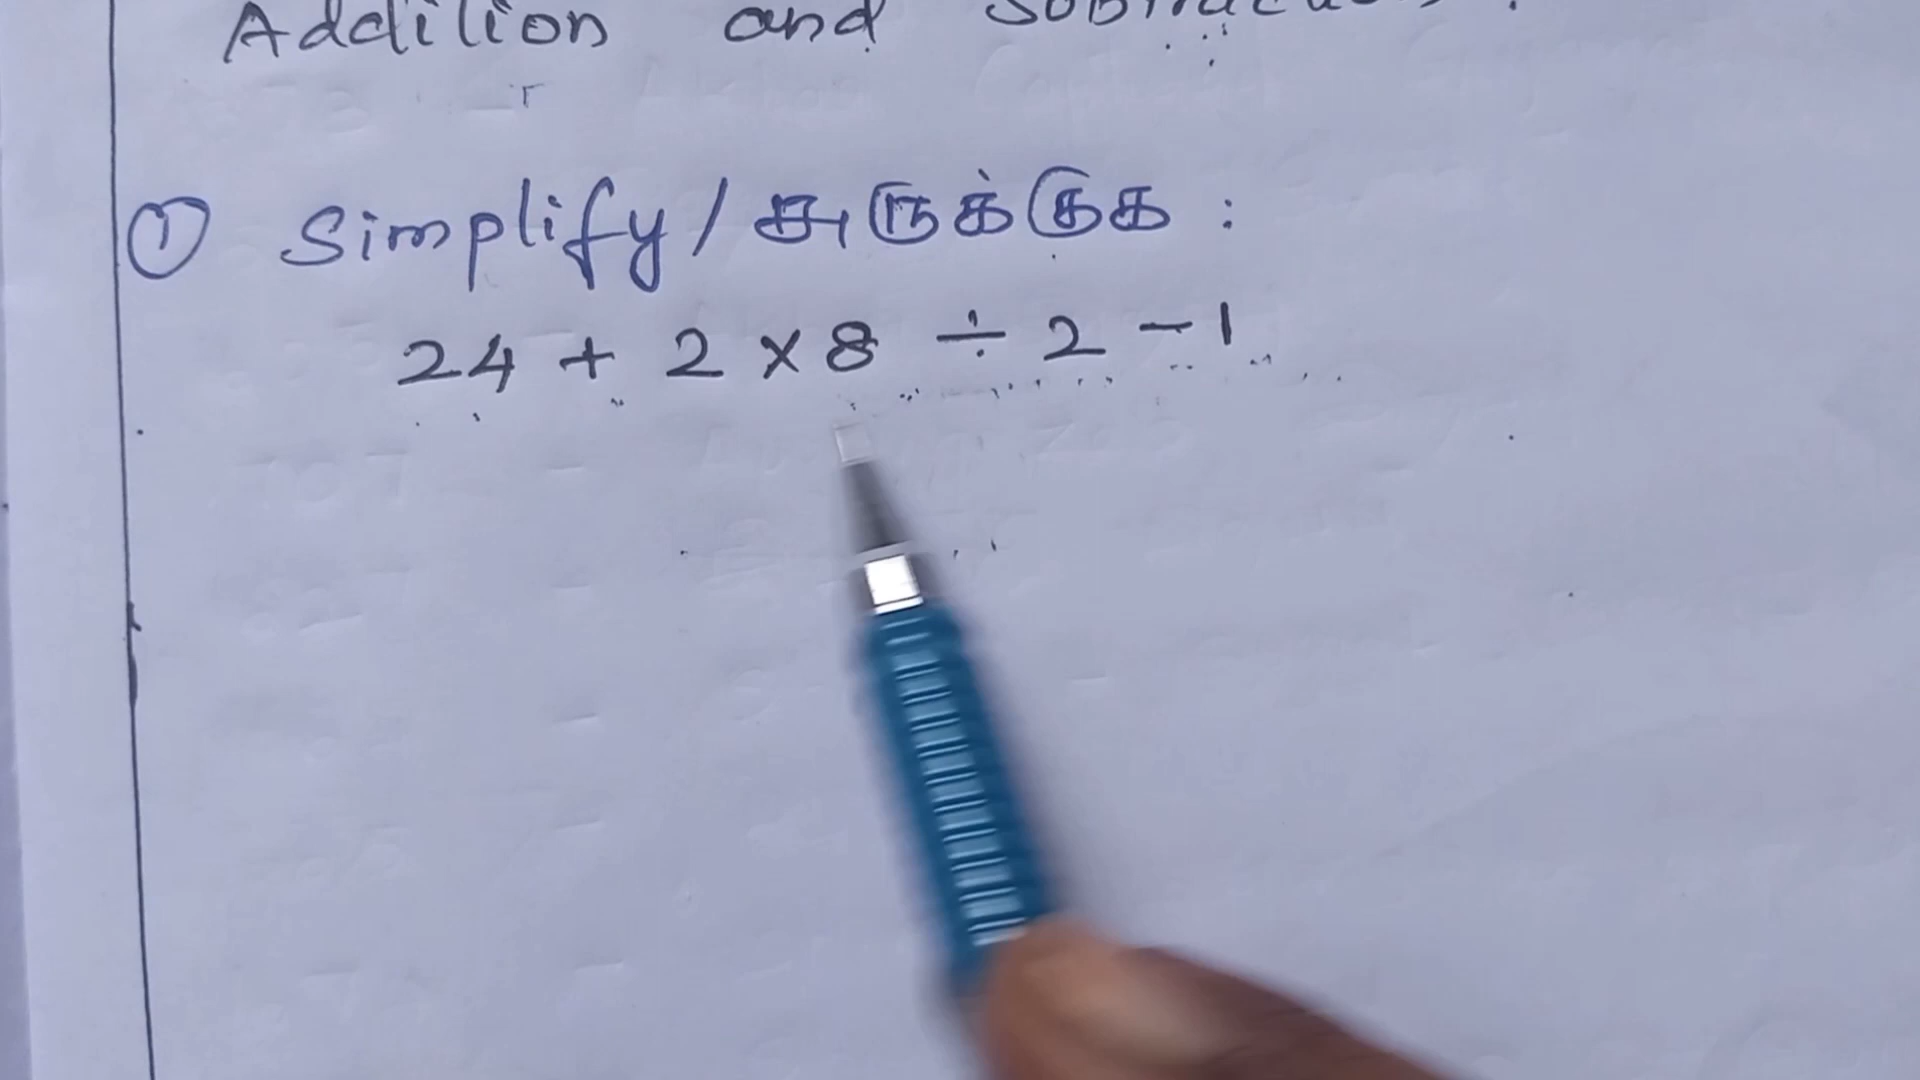 Addition and
① Simplify / சுருக்குக :
24 + 2 × 8 ÷ 2 - 1